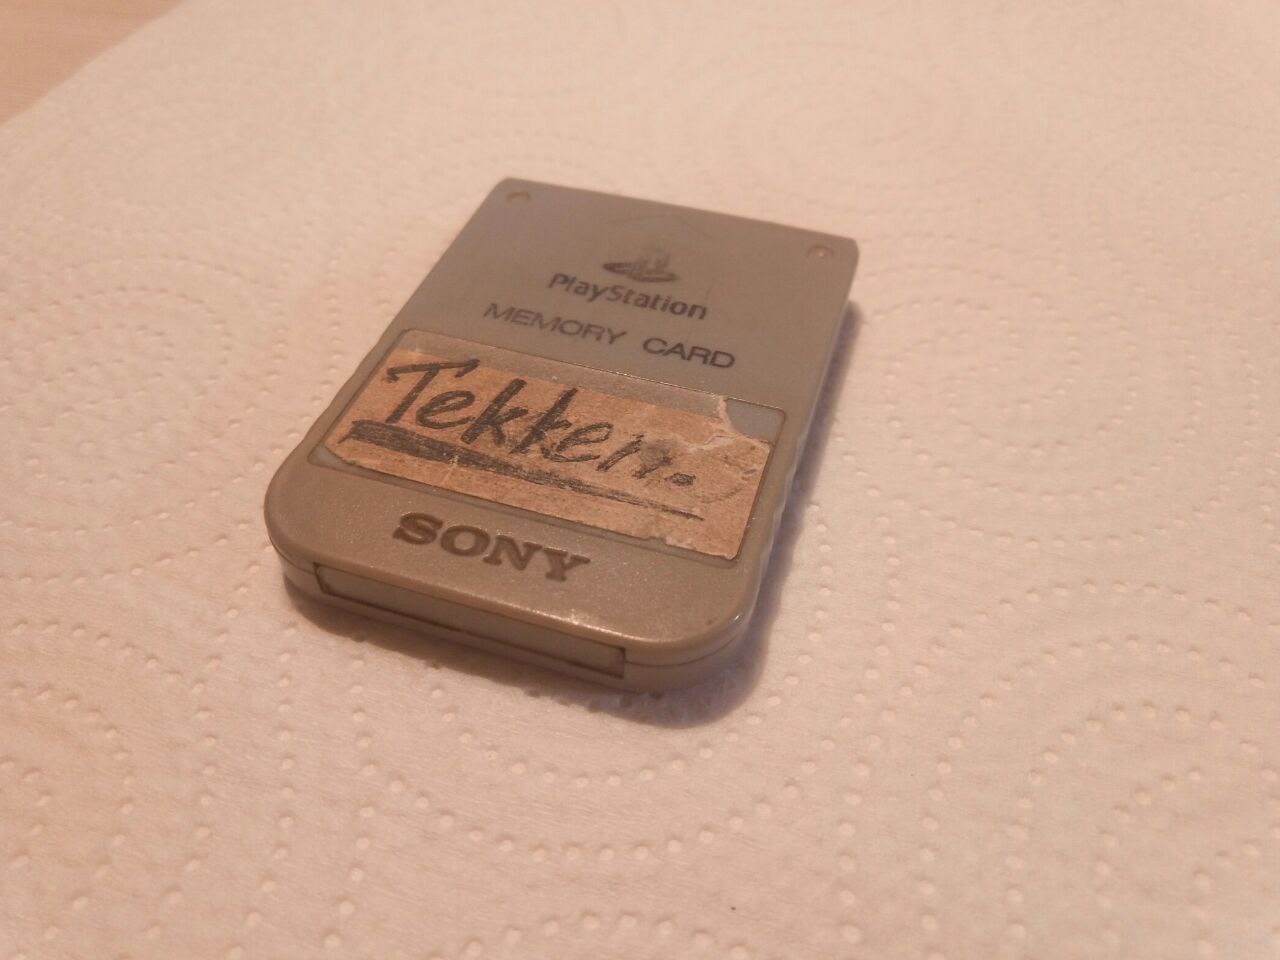 PlayStation
MEMORY CARD
Tekken.
SONY